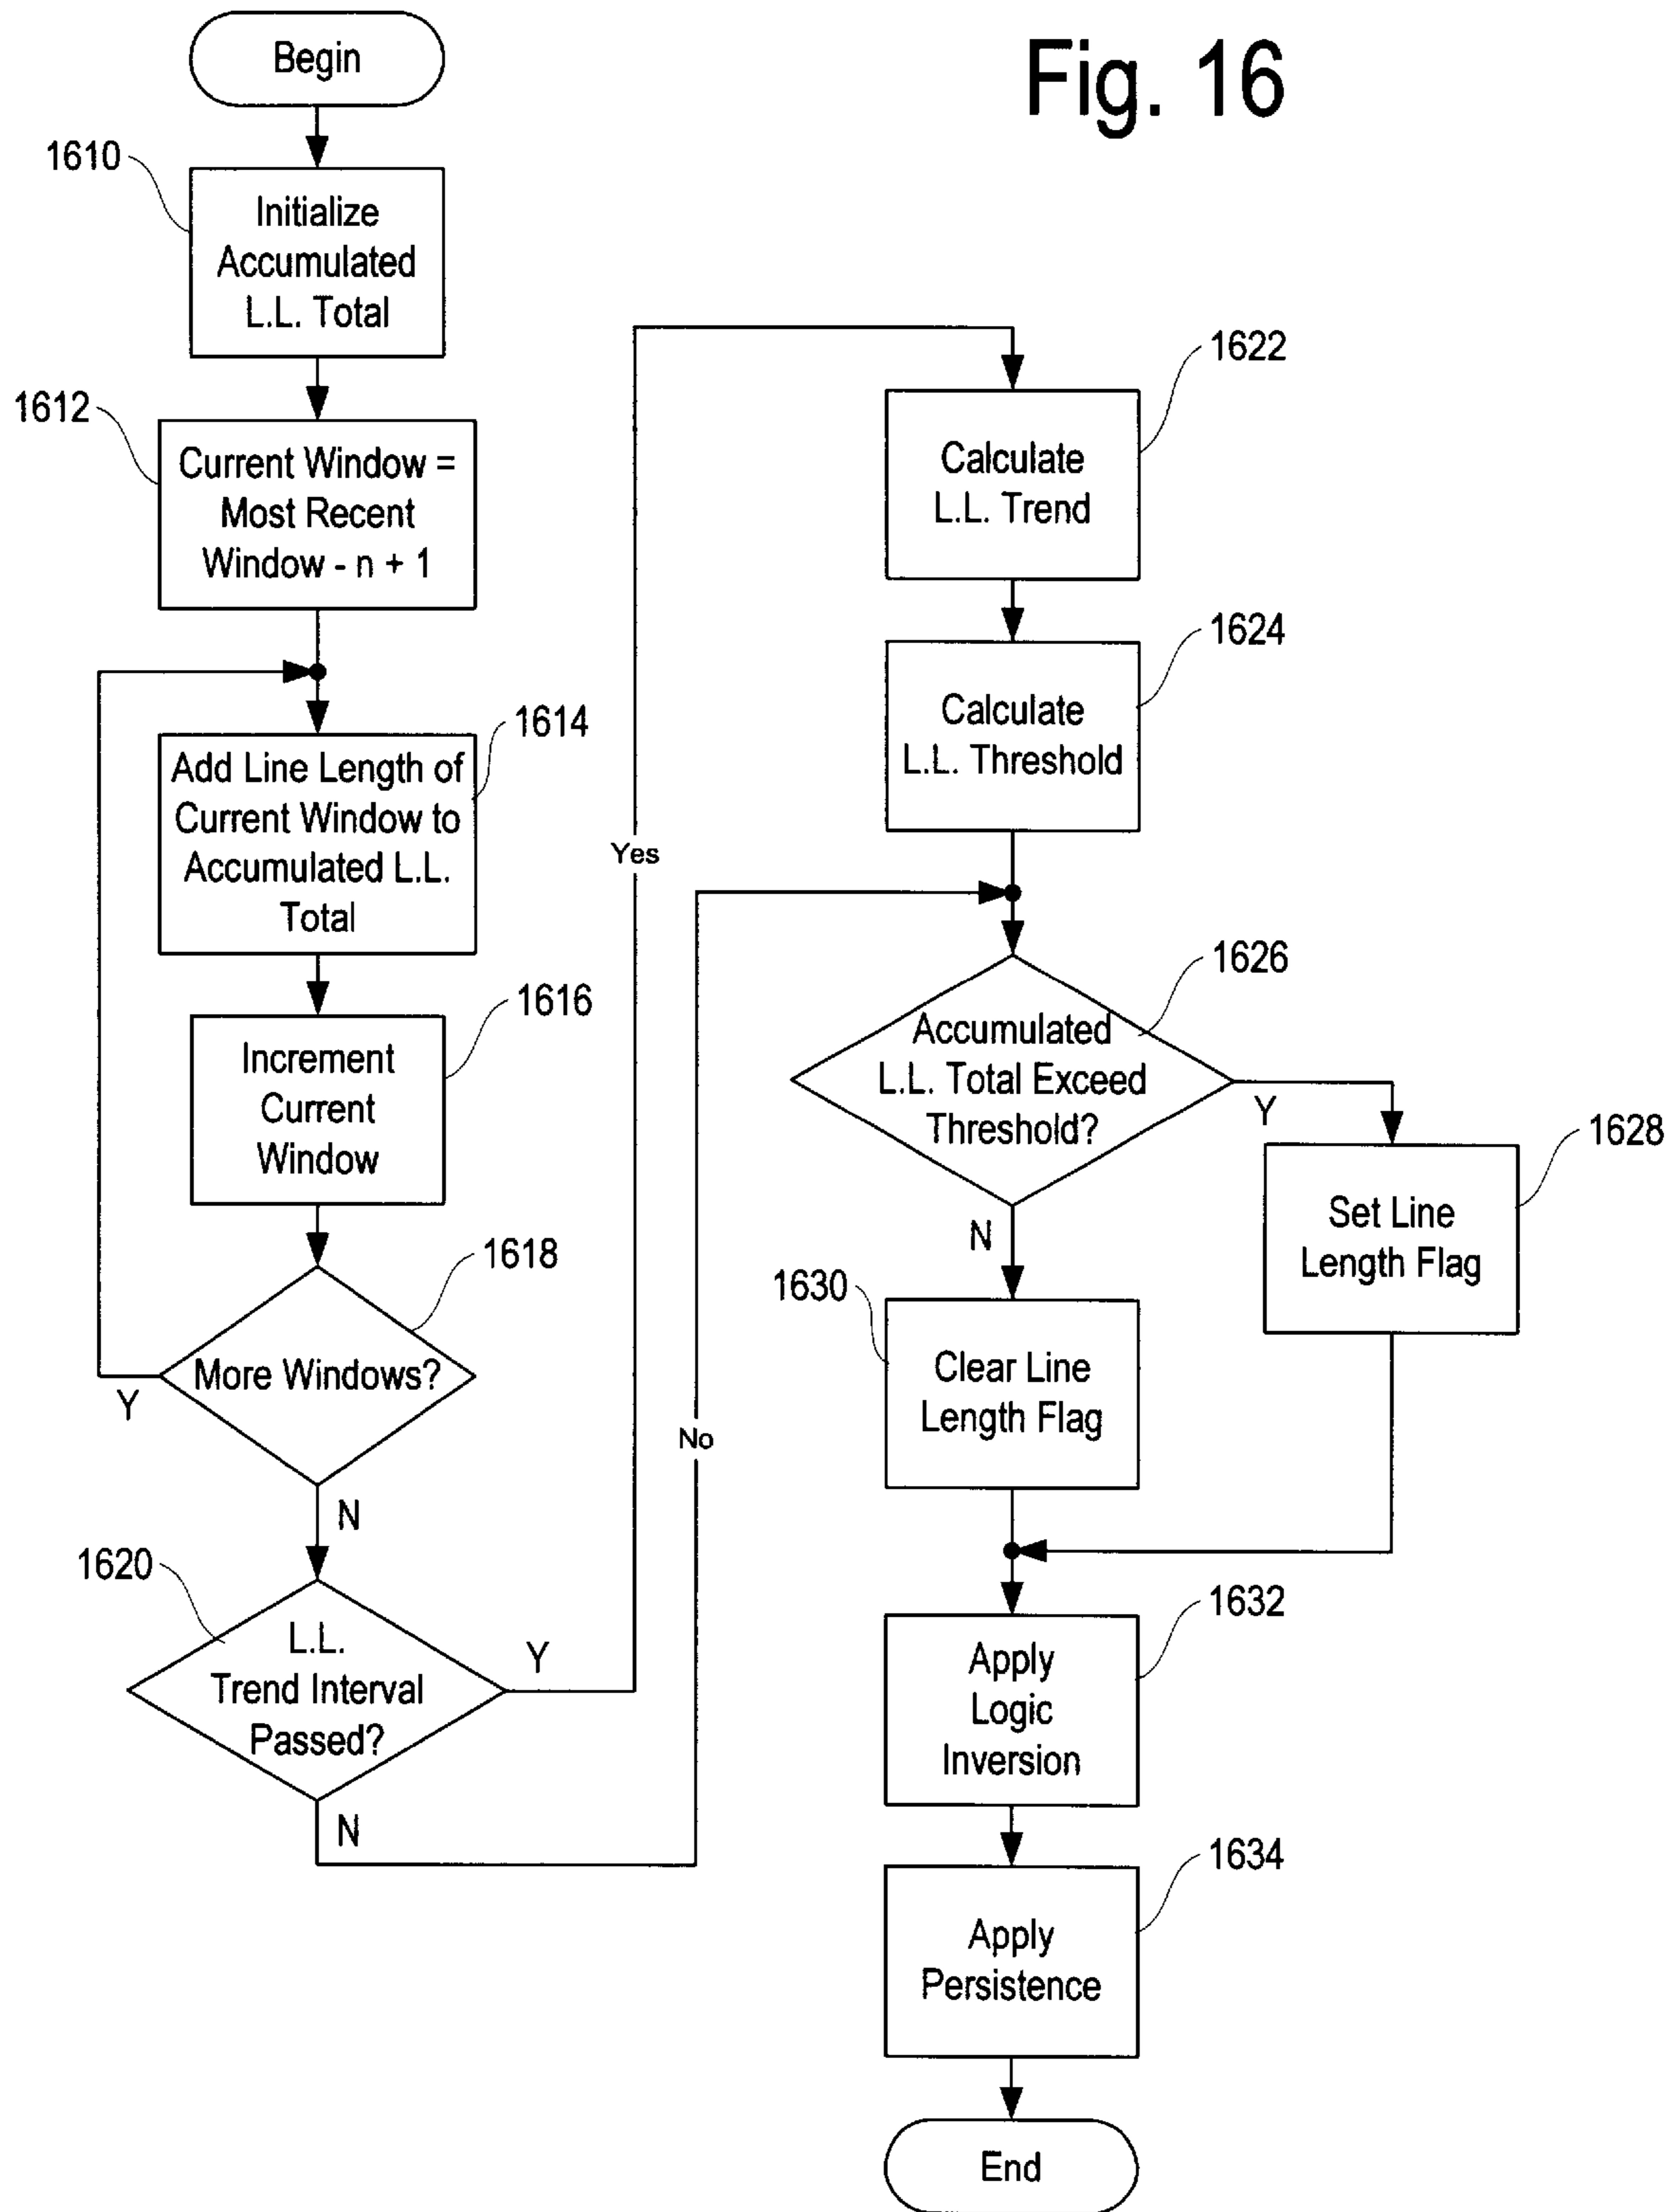 Fig. 16
Begin
1610
Initialize
Accumulated
L.L. Total
1612
Current Window =
Most Recent
Window - n + 1
1614
Add Line Length of
Current Window to
Accumulated L.L.
Total
1616
Increment
Current
Window
1618
More Windows?
Y
N
1620
L.L.
Trend Interval
Passed?
Y
N
Yes
No
1622
Calculate
L.L. Trend
1624
Calculate
L.L. Threshold
1626
Accumulated
L.L. Total Exceed
Threshold?
Y
N
1628
Set Line
Length Flag
1630
Clear Line
Length Flag
1632
Apply
Logic
Inversion
1634
Apply
Persistence
End